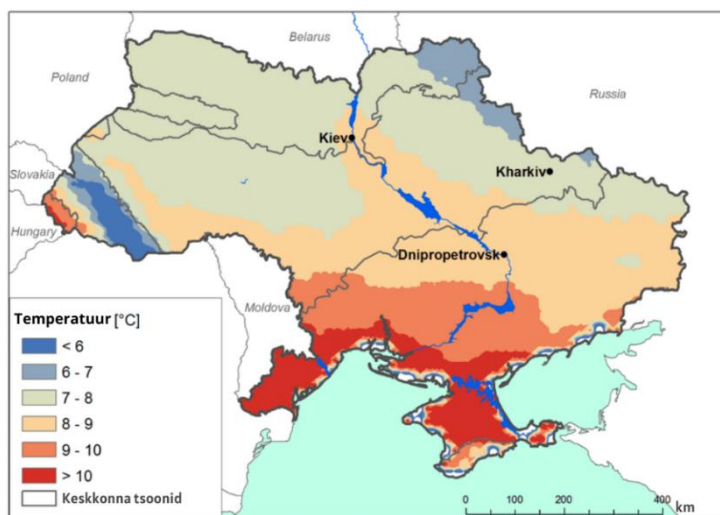 Belarus
Poland
Russia
Kiev
Kharkiv
Slovakia
Hungary
Dnipropetrovsk
Moldova
Temperatuur [°C]
< 6
6 - 7
7 - 8
8 - 9
9 - 10
> 10
Keskkonna tsoonid
0 100 200 400
km